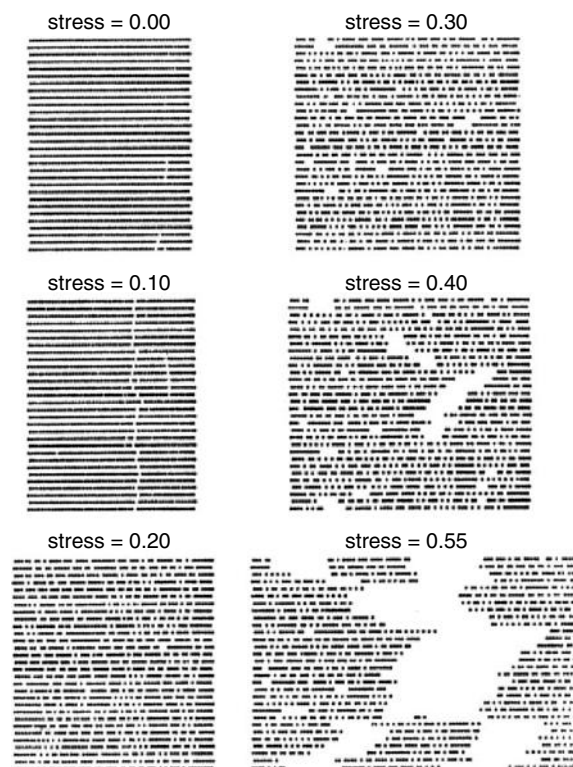 stress = 0.00
stress = 0.30
stress = 0.10
stress = 0.40
stress = 0.20
stress = 0.55